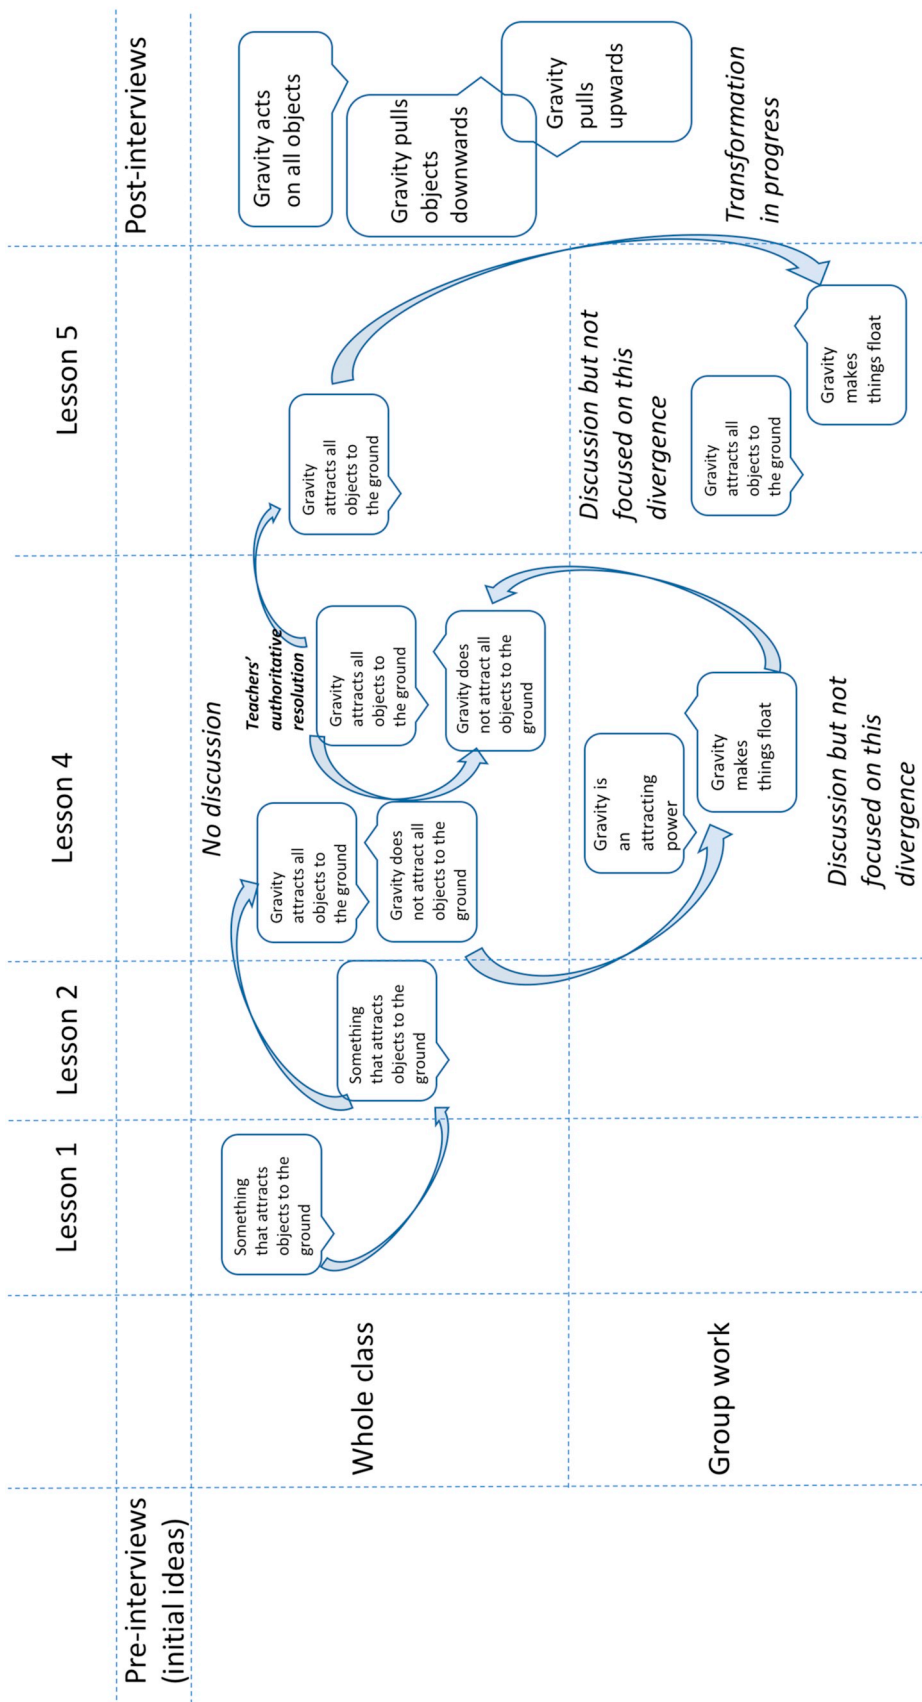 Lesson 1
Lesson 2
Lesson 4
Lesson 5
Pre-interviews
(initial ideas)
Post-interviews
Whole class
Something
that attracts
objects to the
ground
Something
that attracts
objects to the
ground
No discussion
Gravity
attracts all
objects to
the ground
Gravity does
not attract all
objects to the
ground
Teachers’
authoritative
resolution
Gravity
attracts all
objects to
the ground
Gravity does
not attract all
objects to the
ground
Gravity
attracts all
objects to
the ground
Gravity acts
on all objects
Gravity pulls
objects
downwards
Gravity
pulls
upwards
Group work
Gravity is
an
attracting
power
Gravity
makes
things float
Discussion but not
focused on this
divergence
Discussion but not
focused on this
divergence
Gravity
attracts all
objects to
the ground
Gravity
makes
things float
Transformation
in progress